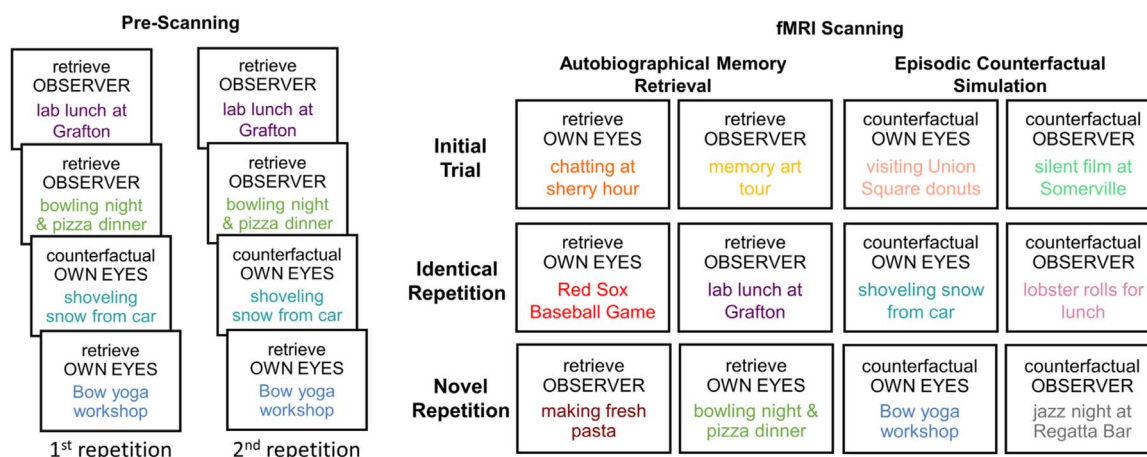 Pre-Scanning
retrieve
OBSERVER
lab lunch at
Grafton
retrieve
OBSERVER
bowling night
& pizza dinner
counterfactual
OWN EYES
shoveling
snow from car
retrieve
OWN EYES
Bow yoga
workshop
1st repetition
retrieve
OBSERVER
lab lunch at
Grafton
retrieve
OBSERVER
bowling night
& pizza dinner
counterfactual
OWN EYES
shoveling
snow from car
retrieve
OWN EYES
Bow yoga
workshop
2nd repetition
fMRI Scanning
Autobiographical Memory
Retrieval
Episodic Counterfactual
Simulation
Initial
Trial
retrieve
OWN EYES
chatting at
sherry hour
retrieve
OBSERVER
memory art
tour
counterfactual
OWN EYES
visiting Union
Square donuts
counterfactual
OBSERVER
silent film at
Somerville
Identical
Repetition
retrieve
OWN EYES
Red Sox
Baseball Game
retrieve
OBSERVER
lab lunch at
Grafton
counterfactual
OWN EYES
shoveling snow
from car
counterfactual
OBSERVER
lobster rolls for
lunch
Novel
Repetition
retrieve
OBSERVER
making fresh
pasta
retrieve
OWN EYES
bowling night &
pizza dinner
counterfactual
OWN EYES
Bow yoga
workshop
counterfactual
OBSERVER
jazz night at
Regatta Bar